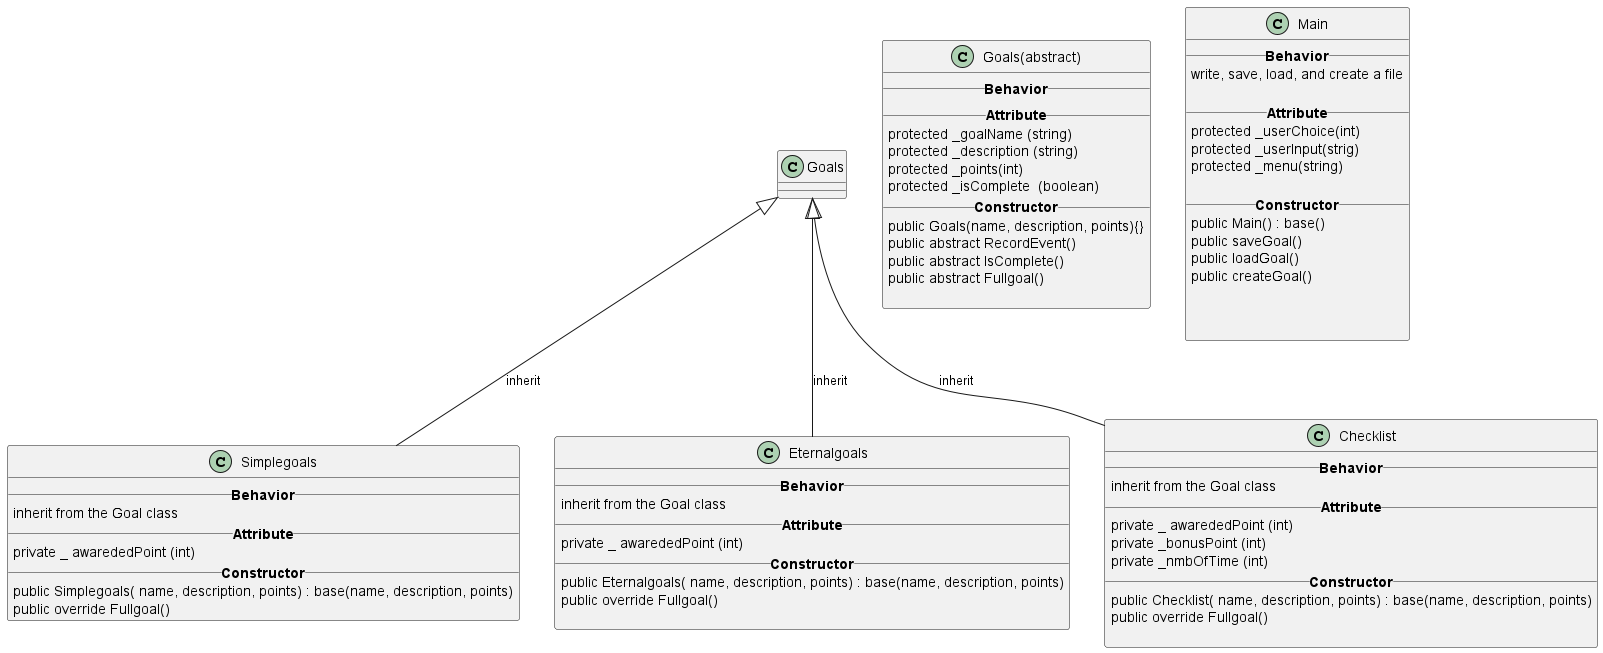 C Goals
C Goals(abstract)
Behavior
Attribute
protected _goalName (string)
protected _description (string)
protected _points(int)
protected _isComplete  (boolean)
Constructor
public Goals(name, description, points){}
public abstract RecordEvent()
public abstract IsComplete()
public abstract Fullgoal()
C Main
Behavior
write, save, load, and create a file
Attribute
protected _userChoice(int)
protected _userInput(strig)
protected _menu(string)
Constructor
public Main() : base()
public saveGoal()
public loadGoal()
public createGoal()
inherit
inherit
inherit
C Simplegoals
Behavior
inherit from the Goal class
Attribute
private _ awarededPoint (int)
Constructor
public Simplegoals( name, description, points) : base(name, description, points)
public override Fullgoal()
C Eternalgoals
Behavior
inherit from the Goal class
Attribute
private _ awarededPoint (int)
Constructor
public Eternalgoals( name, description, points) : base(name, description, points)
public override Fullgoal()
C Checklist
Behavior
inherit from the Goal class
Attribute
private _ awarededPoint (int)
private _bonusPoint (int)
private _nmbOfTime (int)
Constructor
public Checklist( name, description, points) : base(name, description, points)
public override Fullgoal()